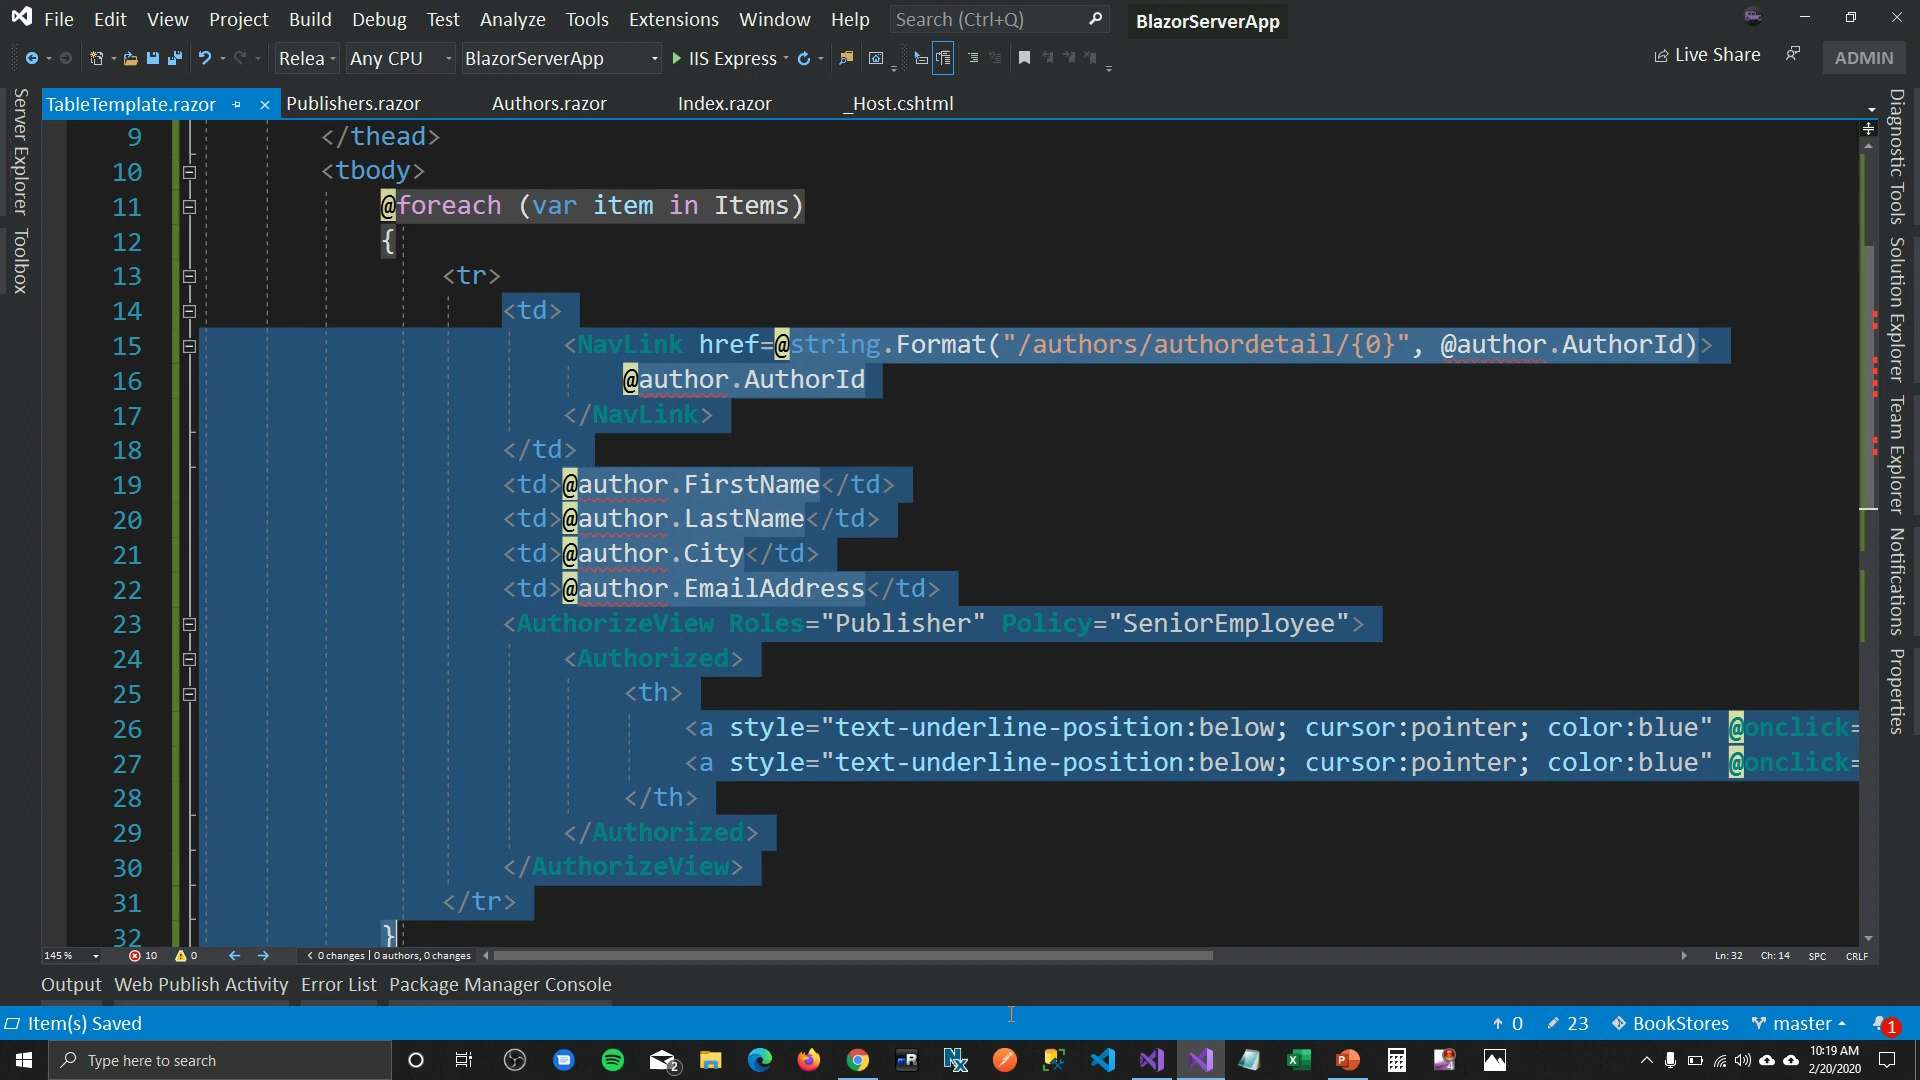 File Edit View Project Build Debug Test Analyze Tools Extensions Window Help Search (Ctrl+Q) BlazorServerApp
Relea Any CPU BlazorServerApp IIS Express Live Share ADMIN
TableTemplate.razor Publishers.razor Authors.razor Index.razor _Host.cshtml
Server Explorer
Toolbox
9 </thead>
10 <tbody>
11 @foreach (var item in Items)
12 {
13 <tr>
14 <td>
15 <NavLink href=@string.Format("/authors/authordetail/{0}", @author.AuthorId)>
16 @author.AuthorId
17 </NavLink>
18 </td>
19 <td>@author.FirstName</td>
20 <td>@author.LastName</td>
21 <td>@author.City</td>
22 <td>@author.EmailAddress</td>
23 <AuthorizeView Roles="Publisher" Policy="SeniorEmployee">
24 <Authorized>
25 <th>
26 <a style="text-underline-position:below; cursor:pointer; color:blue" @onclick=
27 <a style="text-underline-position:below; cursor:pointer; color:blue" @onclick=
28 </th>
29 </Authorized>
30 </AuthorizeView>
31 </tr>
32 }
Diagnostic Tools
Solution Explorer
Team Explorer
Notifications
Properties
145 % 10 0 0 changes | 0 authors, 0 changes Ln: 32 Ch: 14 SPC CRLF
Output Web Publish Activity Error List Package Manager Console
Item(s) Saved 0 23 BookStores master 1
Type here to search 2 10:19 AM
2/20/2020